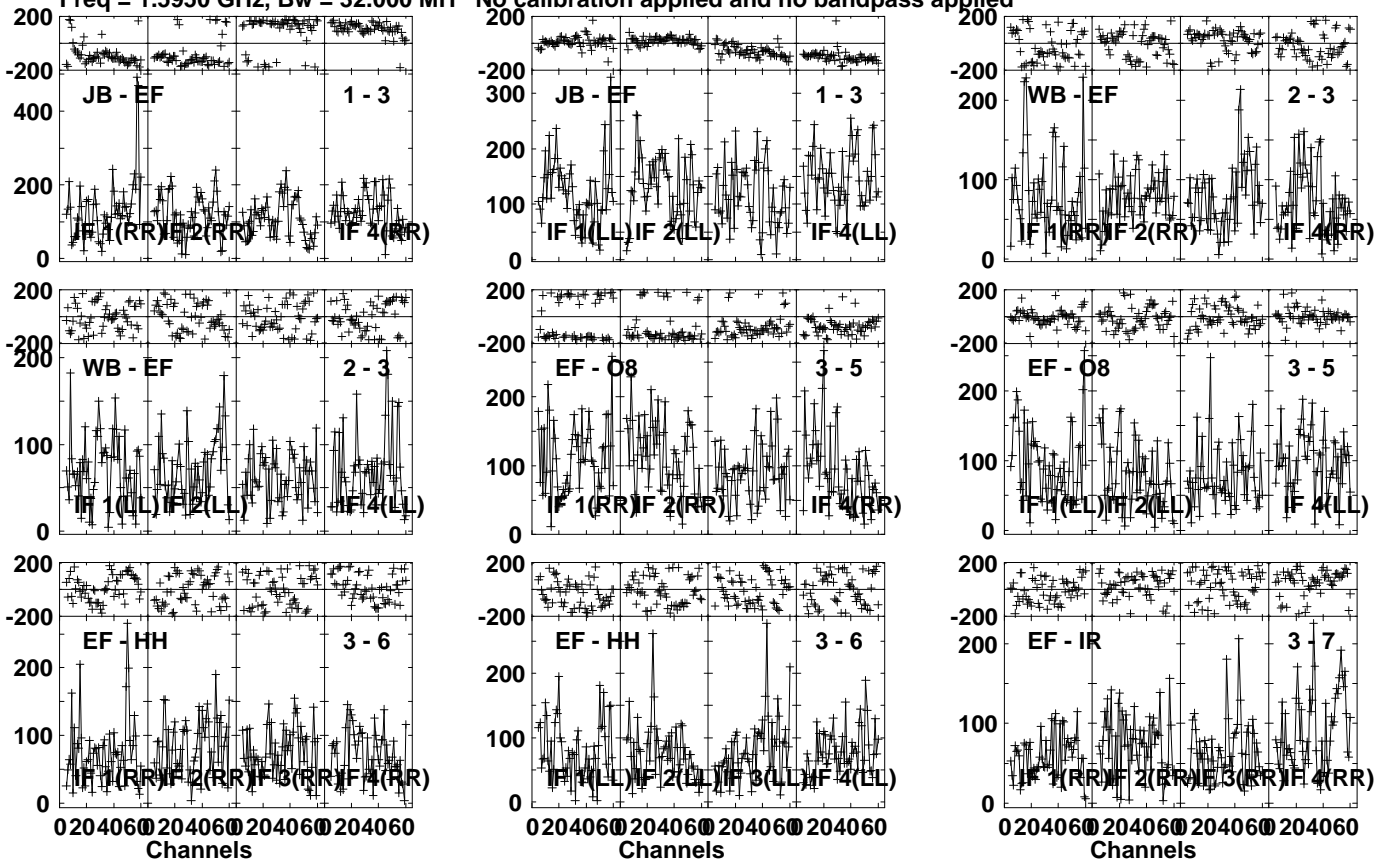 Freq = 1.5950 GHz, Bw = 32.000 MH No calibration applied and no bandpass applied
-200
JB - EF
1 - 3
400
200
0
IF 1(RR)
IF 2(RR)
IF 4(RR)
-200
JB - EF
1 - 3
300
200
100
0
IF 1(LL)
IF 2(LL)
IF 4(LL)
-200
WB - EF
2 - 3
200
100
0
IF 1(RR)
IF 2(RR)
IF 4(RR)
200
-200
WB - EF
2 - 3
200
100
0
IF 1(LL)
IF 2(LL)
IF 4(LL)
200
-200
EF - O8
3 - 5
200
100
0
IF 1(RR)
IF 2(RR)
IF 4(RR)
200
-200
EF - O8
3 - 5
200
100
0
IF 1(LL)
IF 2(LL)
IF 4(LL)
200
-200
EF - HH
3 - 6
200
100
0
IF 1(RR)
IF 2(RR)
IF 3(RR)
IF 4(RR)
0 20 40 60 0 20 40 60 0 20 40 60 0 20 40 60
Channels
200
-200
EF - HH
3 - 6
200
100
0
IF 1(LL)
IF 2(LL)
IF 3(LL)
IF 4(LL)
0 20 40 60 0 20 40 60 0 20 40 60 0 20 40 60
Channels
200
-200
EF - IR
3 - 7
200
100
0
IF 1(RR)
IF 2(RR)
IF 3(RR)
IF 4(RR)
0 20 40 60 0 20 40 60 0 20 40 60 0 20 40 60
Channels